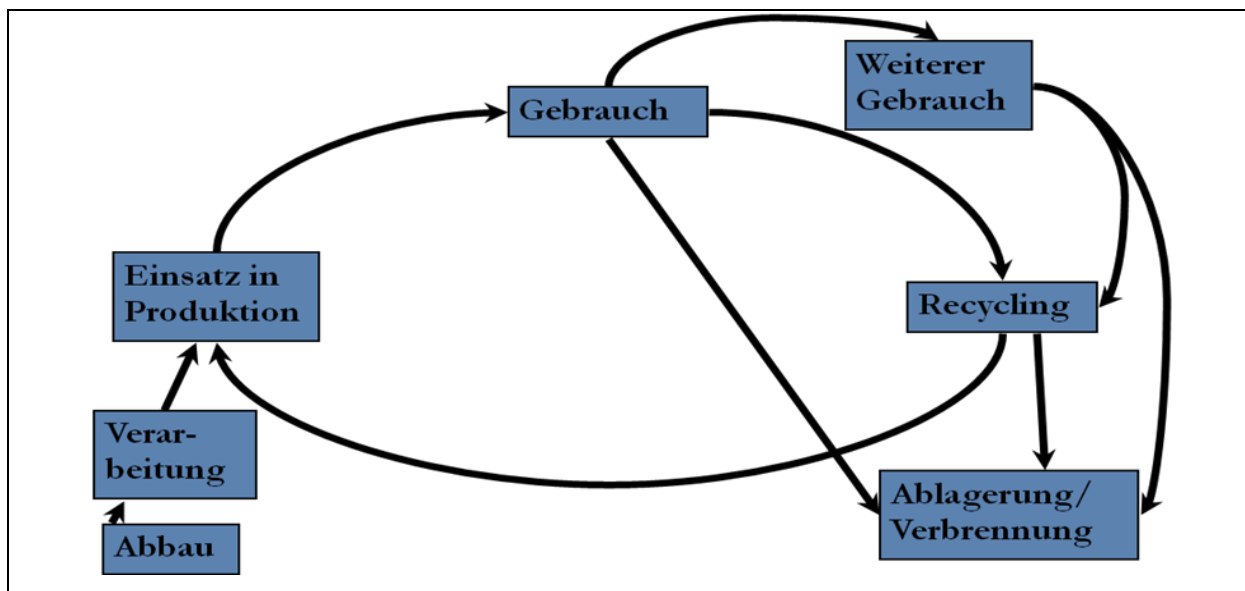 Weiterer
Gebrauch
Gebrauch
Einsatz in
Produktion
Recycling
Verar-
beitung
Ablagerung/
Verbrennung
Abbau